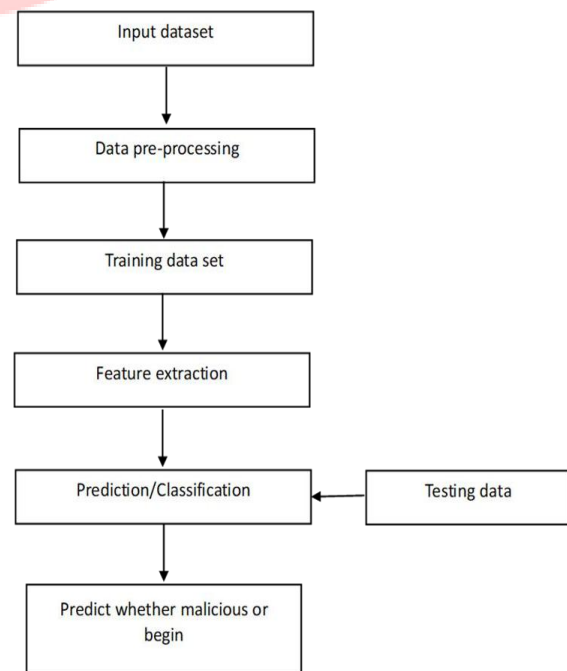 Input dataset
Data pre-processing
Training data set
Feature extraction
Prediction/Classification
Testing data
Predict whether malicious or
begin